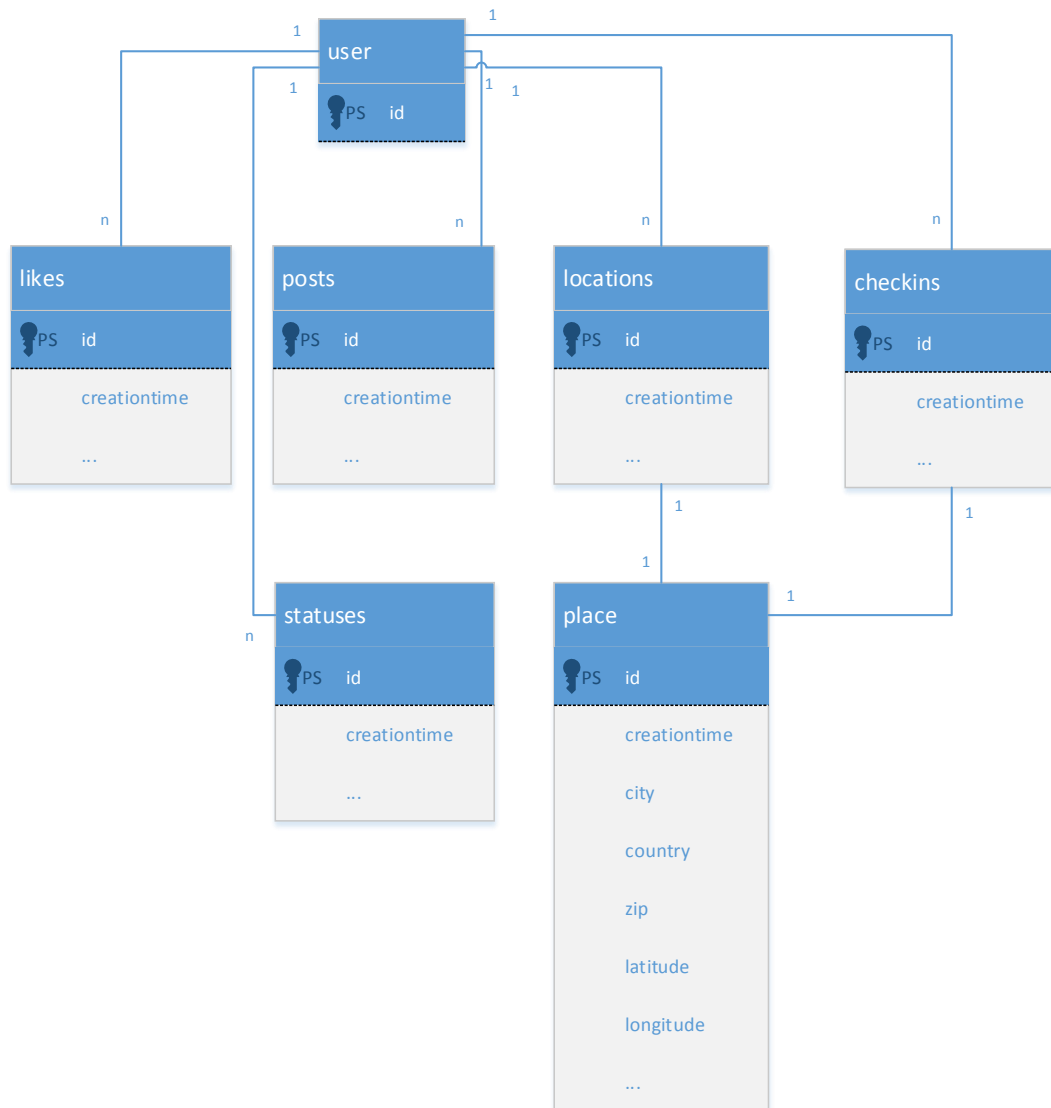 1
1
user
1
1
1
1
PS id
n
n
n
n
likes
posts
locations
checkins
PS id
PS id
PS id
PS id
creationtime
creationtime
creationtime
creationtime
...
...
...
...
1
1
1
1
statuses
place
n
PS id
PS id
creationtime
creationtime
...
city
country
zip
latitude
longitude
...